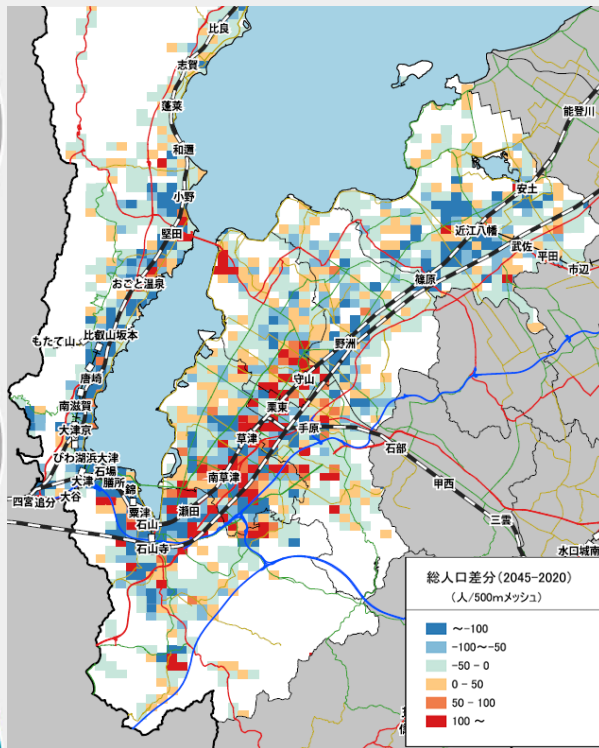 比良
志賀
蓬莱
能登川
和邇
安土
小野
近江八幡
堅田
武佐
平田
市辺
篠原
おごと温泉
もたて山
比叡山坂本
野洲
唐崎
守山
南滋賀
栗東
手原
大津京
草津
石部
びわ湖浜大津
石場
大津
膳所
南草津
甲西
四宮
追分
大谷
錦
粟津
瀬田
石山
三雲
石山寺
水口城南
総人口差分(2045-2020)
(人/500mメッシュ)
~-100
-100~-50
-50 - 0
0 - 50
50 - 100
100 ~